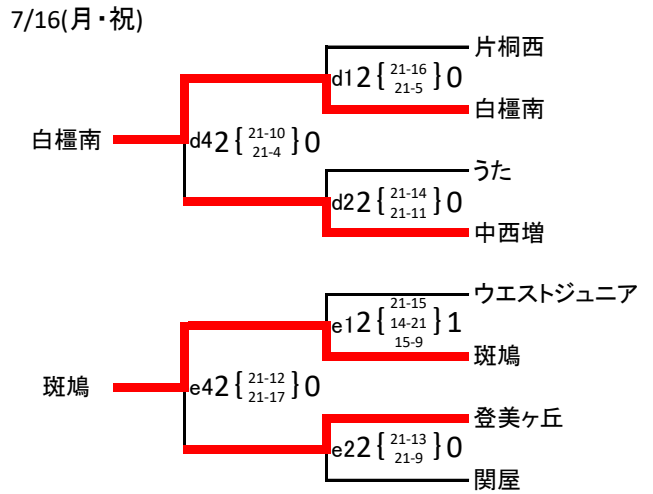 7/16(月・祝)
片桐西
d1 2 { 21-16 21-5 } 0
白橿南
白橿南
d4 2 { 21-10 21-4 } 0
うた
d2 2 { 21-14 21-11 } 0
中西増
ウエストジュニア
e1 2 { 21-15 14-21 15-9 } 1
斑鳩
斑鳩
e4 2 { 21-12 21-17 } 0
登美ヶ丘
e2 2 { 21-13 21-9 } 0
関屋